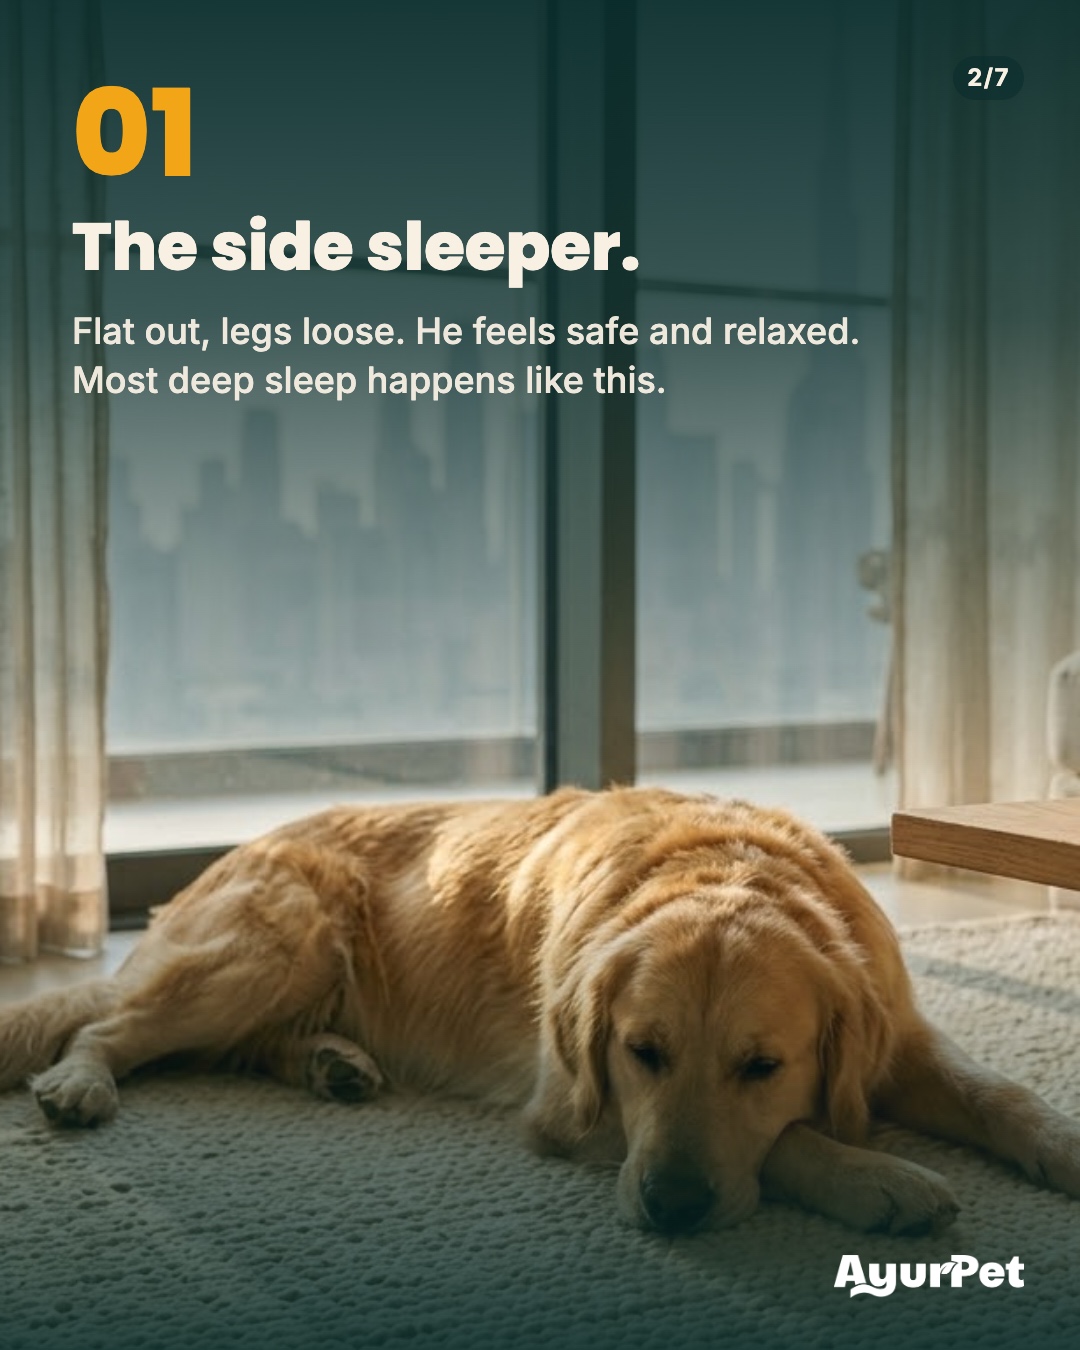 2/7
01
The side sleeper.
Flat out, legs loose. He feels safe and relaxed.
Most deep sleep happens like this.
AyurPet